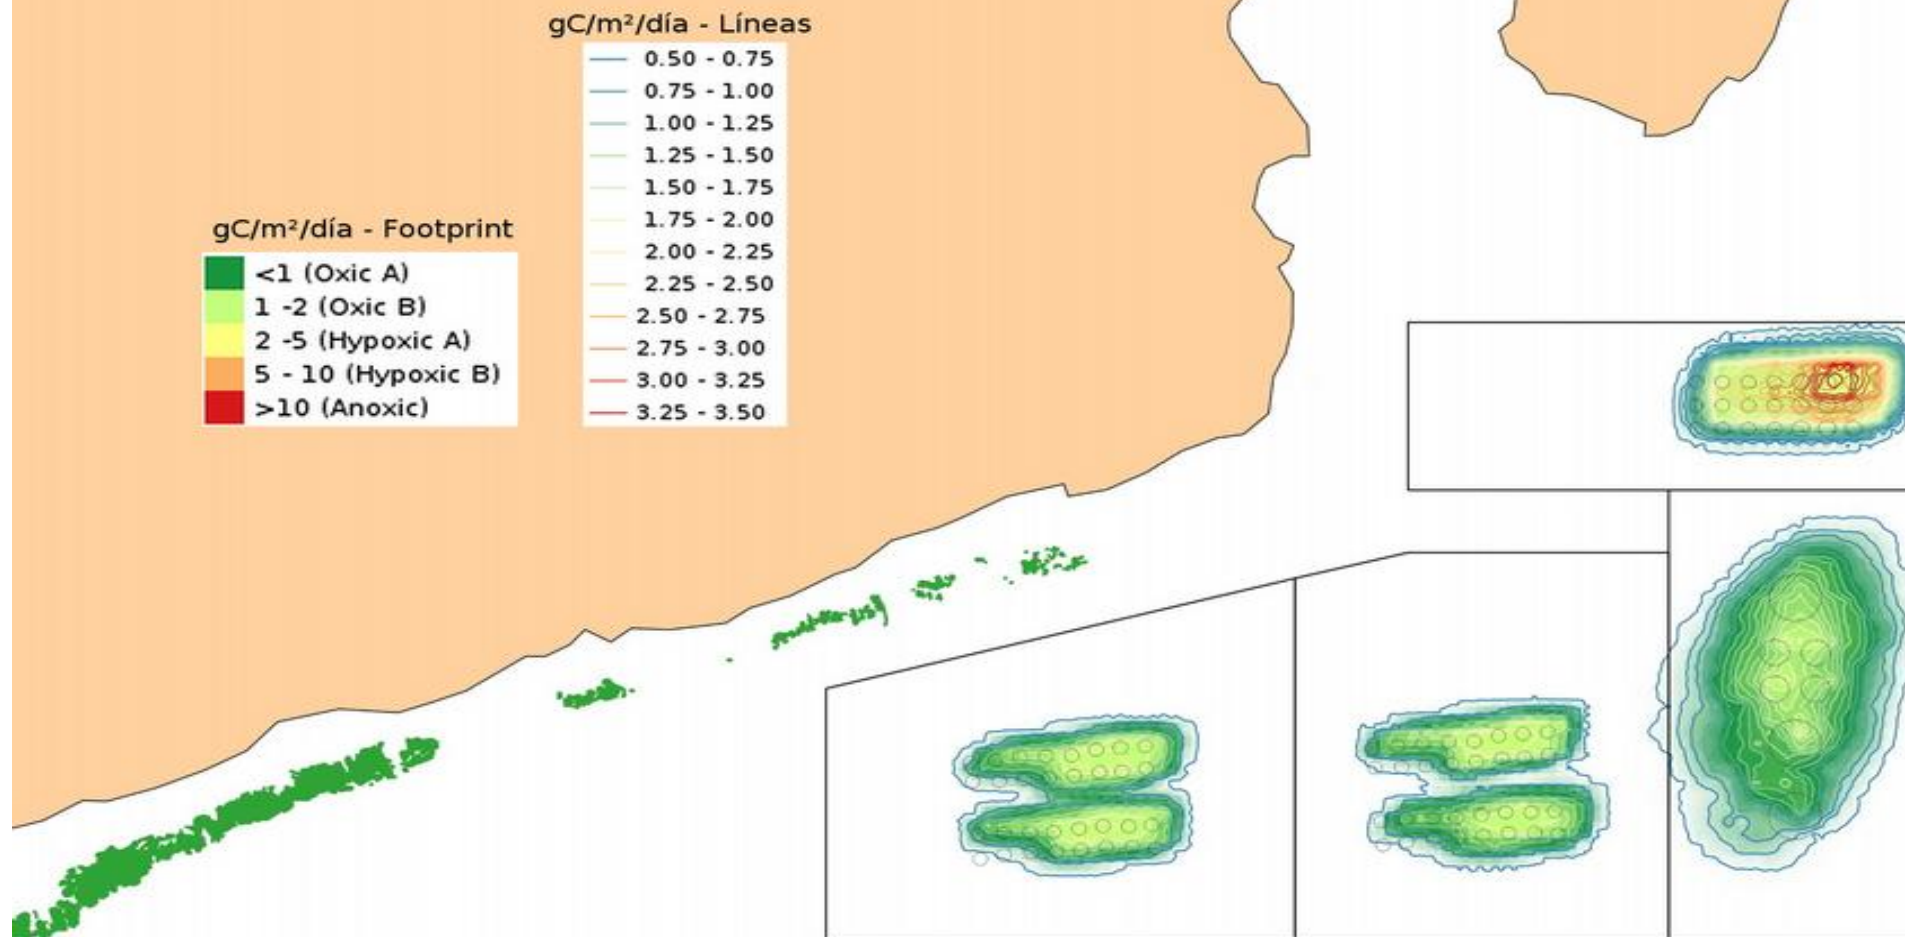 gC/m²/día - Líneas
0.50 - 0.75
0.75 - 1.00
1.00 - 1.25
1.25 - 1.50
1.50 - 1.75
1.75 - 2.00
2.00 - 2.25
2.25 - 2.50
2.50 - 2.75
2.75 - 3.00
3.00 - 3.25
3.25 - 3.50
gC/m²/día - Footprint
<1 (Oxic A)
1 -2 (Oxic B)
2 -5 (Hypoxic A)
5 - 10 (Hypoxic B)
>10 (Anoxic)